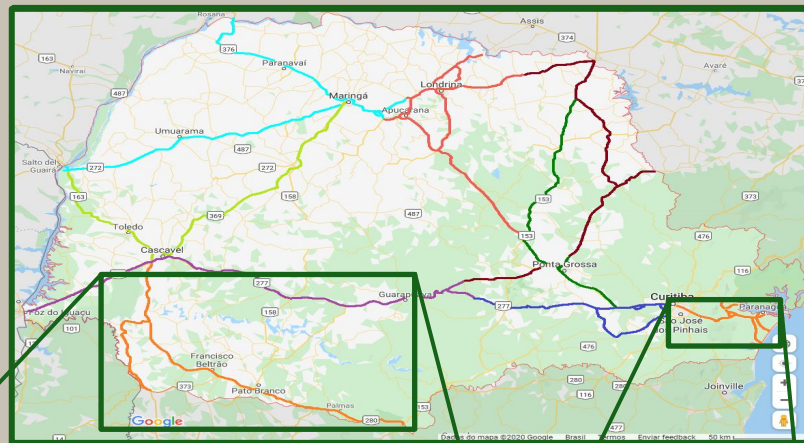 Rosana
Assis
374
163
376
Naviraí
Paranavaí
Avaré
487
Londrina
Maringá
Apucarana
Umuarama
487
Salto del
Guairá
272
272
373
163
158
153
369
487
Toledo
153
476
Cascavel
116
Ponta Grossa
277
Guarapuava
Curitiba
Foz do Iguaçu
277
Paranaguá
158
São José
dos Pinhais
101
476
Francisco
Beltrão
373
280
Joinville
Pato Branco
116
Palmas
Google
280
153
477
14
Dados do mapa ©2020 Google Brasil Termos Enviar feedback 50 km